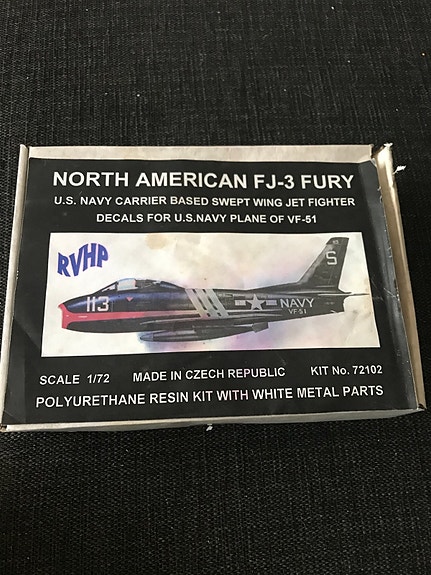 NORTH AMERICAN FJ-3 FURY
U.S. NAVY CARRIER BASED SWEPT WING JET FIGHTER
DECALS FOR U.S.NAVY PLANE OF VF-51
RVHP
S
113
NAVY
VF-51
SCALE 1/72 MADE IN CZECH REPUBLIC KIT No. 72102
POLYURETHANE RESIN KIT WITH WHITE METAL PARTS